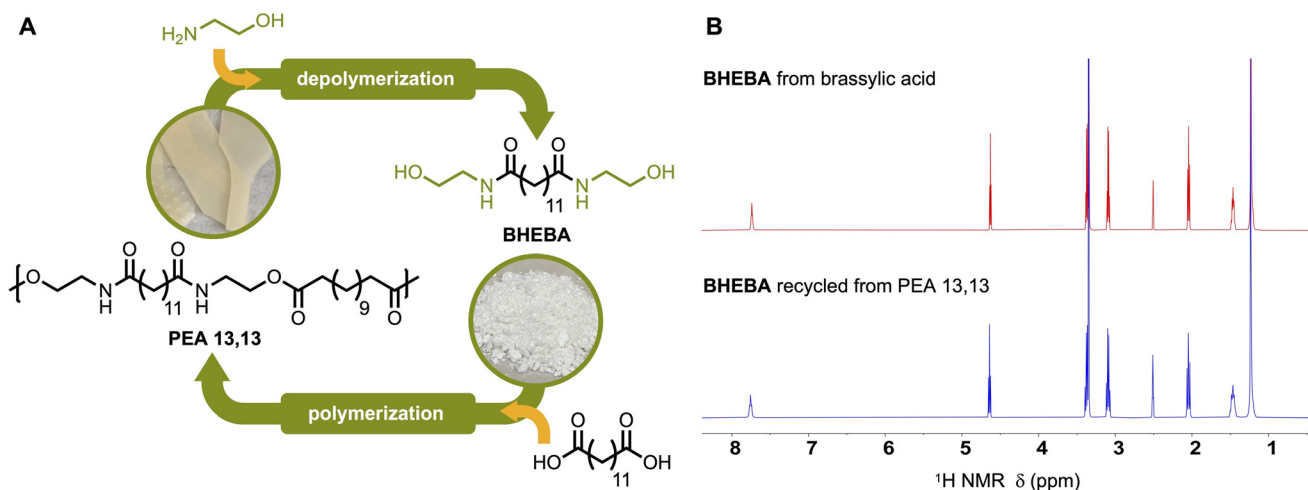 A
H₂N
OH
depolymerization
O
O
HO
N
H
11
N
H
OH
BHEBA
O
O
O
N
H
11
N
H
O
O
9
O
PEA 13,13
polymerization
O
O
HO
11
OH
B
BHEBA from brassylic acid
BHEBA recycled from PEA 13,13
8 7 6 5 4 3 2 1
¹H NMR δ (ppm)